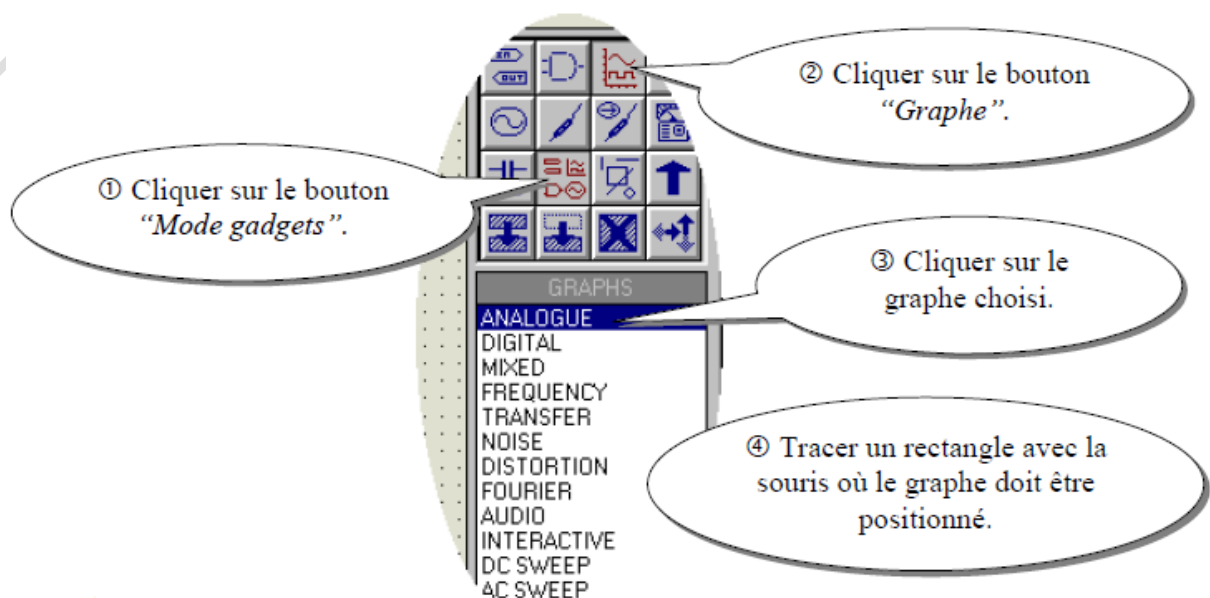 ② Cliquer sur le bouton
“Graphe”.
① Cliquer sur le bouton
“Mode gadgets”.
③ Cliquer sur le
graphe choisi.
④ Tracer un rectangle avec la
souris où le graphe doit être
positionné.
OUT
GRAPHS
ANALOGUE
DIGITAL
MIXED
FREQUENCY
TRANSFER
NOISE
DISTORTION
FOURIER
AUDIO
INTERACTIVE
DC SWEEP
AC SWEEP